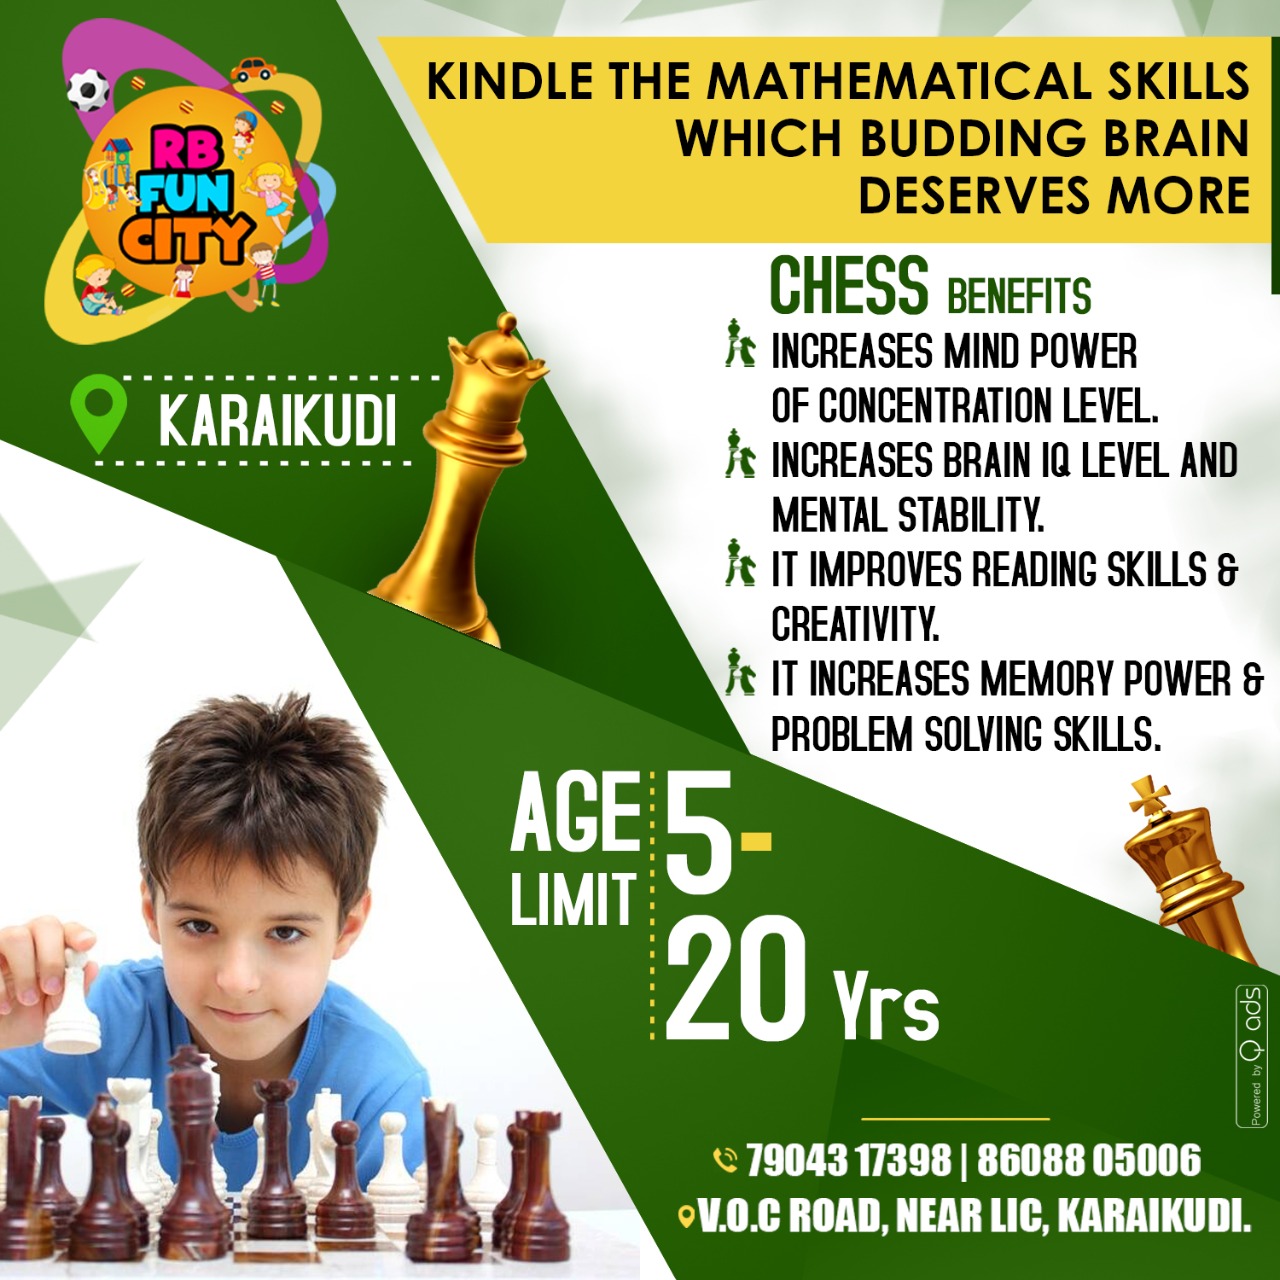 RB
FUN
CITY
KINDLE THE MATHEMATICAL SKILLS
WHICH BUDDING BRAIN
DESERVES MORE
KARAIKUDI
CHESS BENEFITS
INCREASES MIND POWER
OF CONCENTRATION LEVEL.
INCREASES BRAIN IQ LEVEL AND
MENTAL STABILITY.
IT IMPROVES READING SKILLS &
CREATIVITY.
IT INCREASES MEMORY POWER &
PROBLEM SOLVING SKILLS.
AGE
LIMIT
5-
20 Yrs
Powered by Q ads
79043 17398 | 86088 05006
V.O.C ROAD, NEAR LIC, KARAIKUDI.